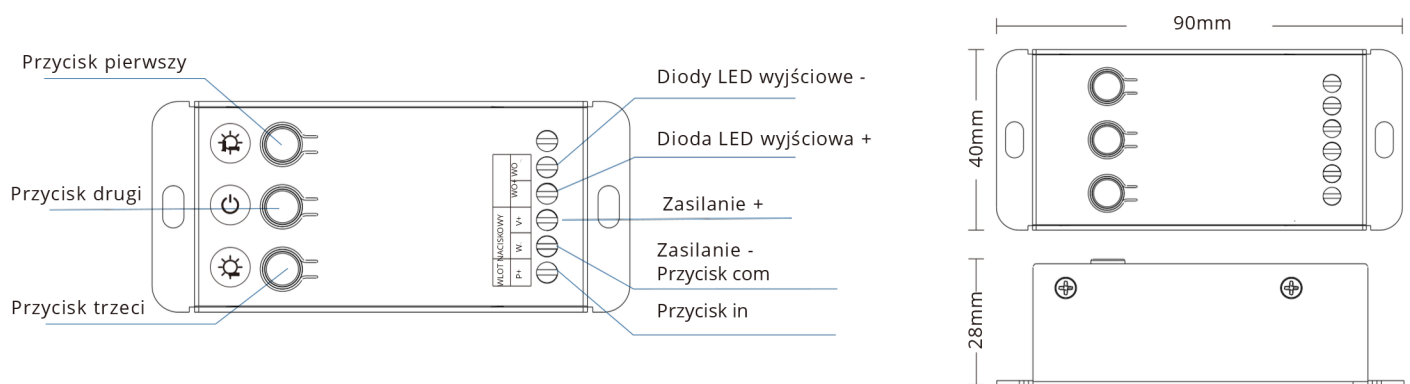 Przycisk pierwszy
Przycisk drugi
Przycisk trzeci
WO
WO+
V+
W.
P+
WLOT NACISKOWY
Diody LED wyjściowe -
Dioda LED wyjściowa +
Zasilanie +
Zasilanie -
Przycisk com
Przycisk in
90mm
40mm
28mm